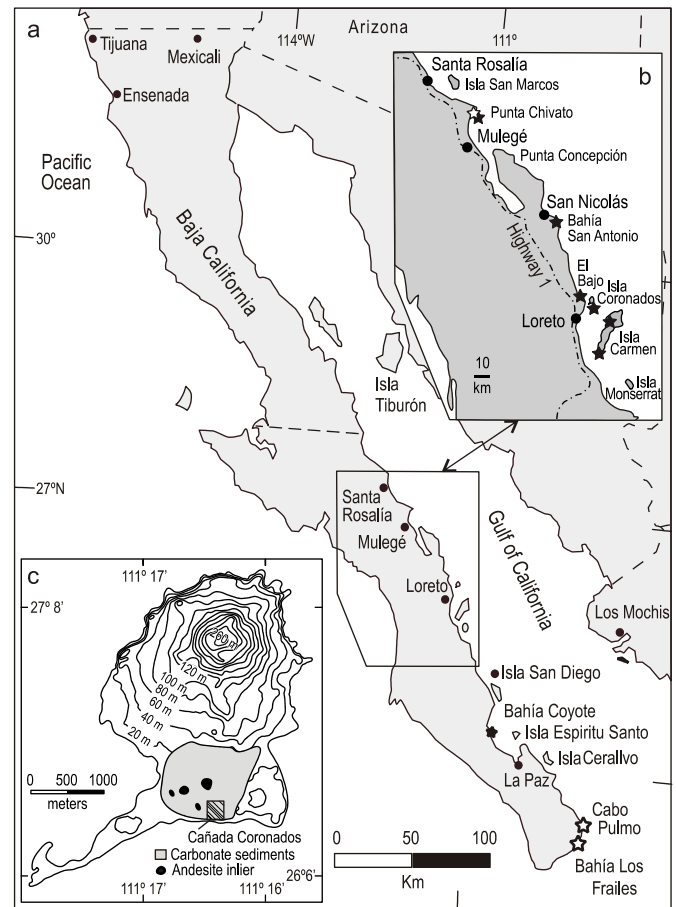 a
Arizona
114°W
111°
Tijuana
Mexicali
Ensenada
Pacific
Ocean
30°
Baja California
Isla
Tiburón
27°N
Santa
Rosalía
Mulegé
Loreto
Gulf of California
Los Mochis
Isla San Diego
Bahía Coyote
Isla Espiritu Santo
Isla Cerallvo
La Paz
Cabo
Pulmo
Bahía Los
Frailes
0 50 100
Km
b
Santa Rosalía
Isla San Marcos
Punta Chivato
Mulegé
Punta Concepción
San Nicolás
Bahía
San Antonio
Highway 1
El
Bajo
Isla
Coronados
Loreto
Isla
Carmen
10
km
Isla
Monserrat
c
111º 17'
111º 16'
27º 8'
260 m
120 m
100 m
80 m
60 m
40 m
20 m
0 500 1000
meters
Cañada Coronados
Carbonate sediments
Andesite inlier
26º6'
111º 17'
111º 16'